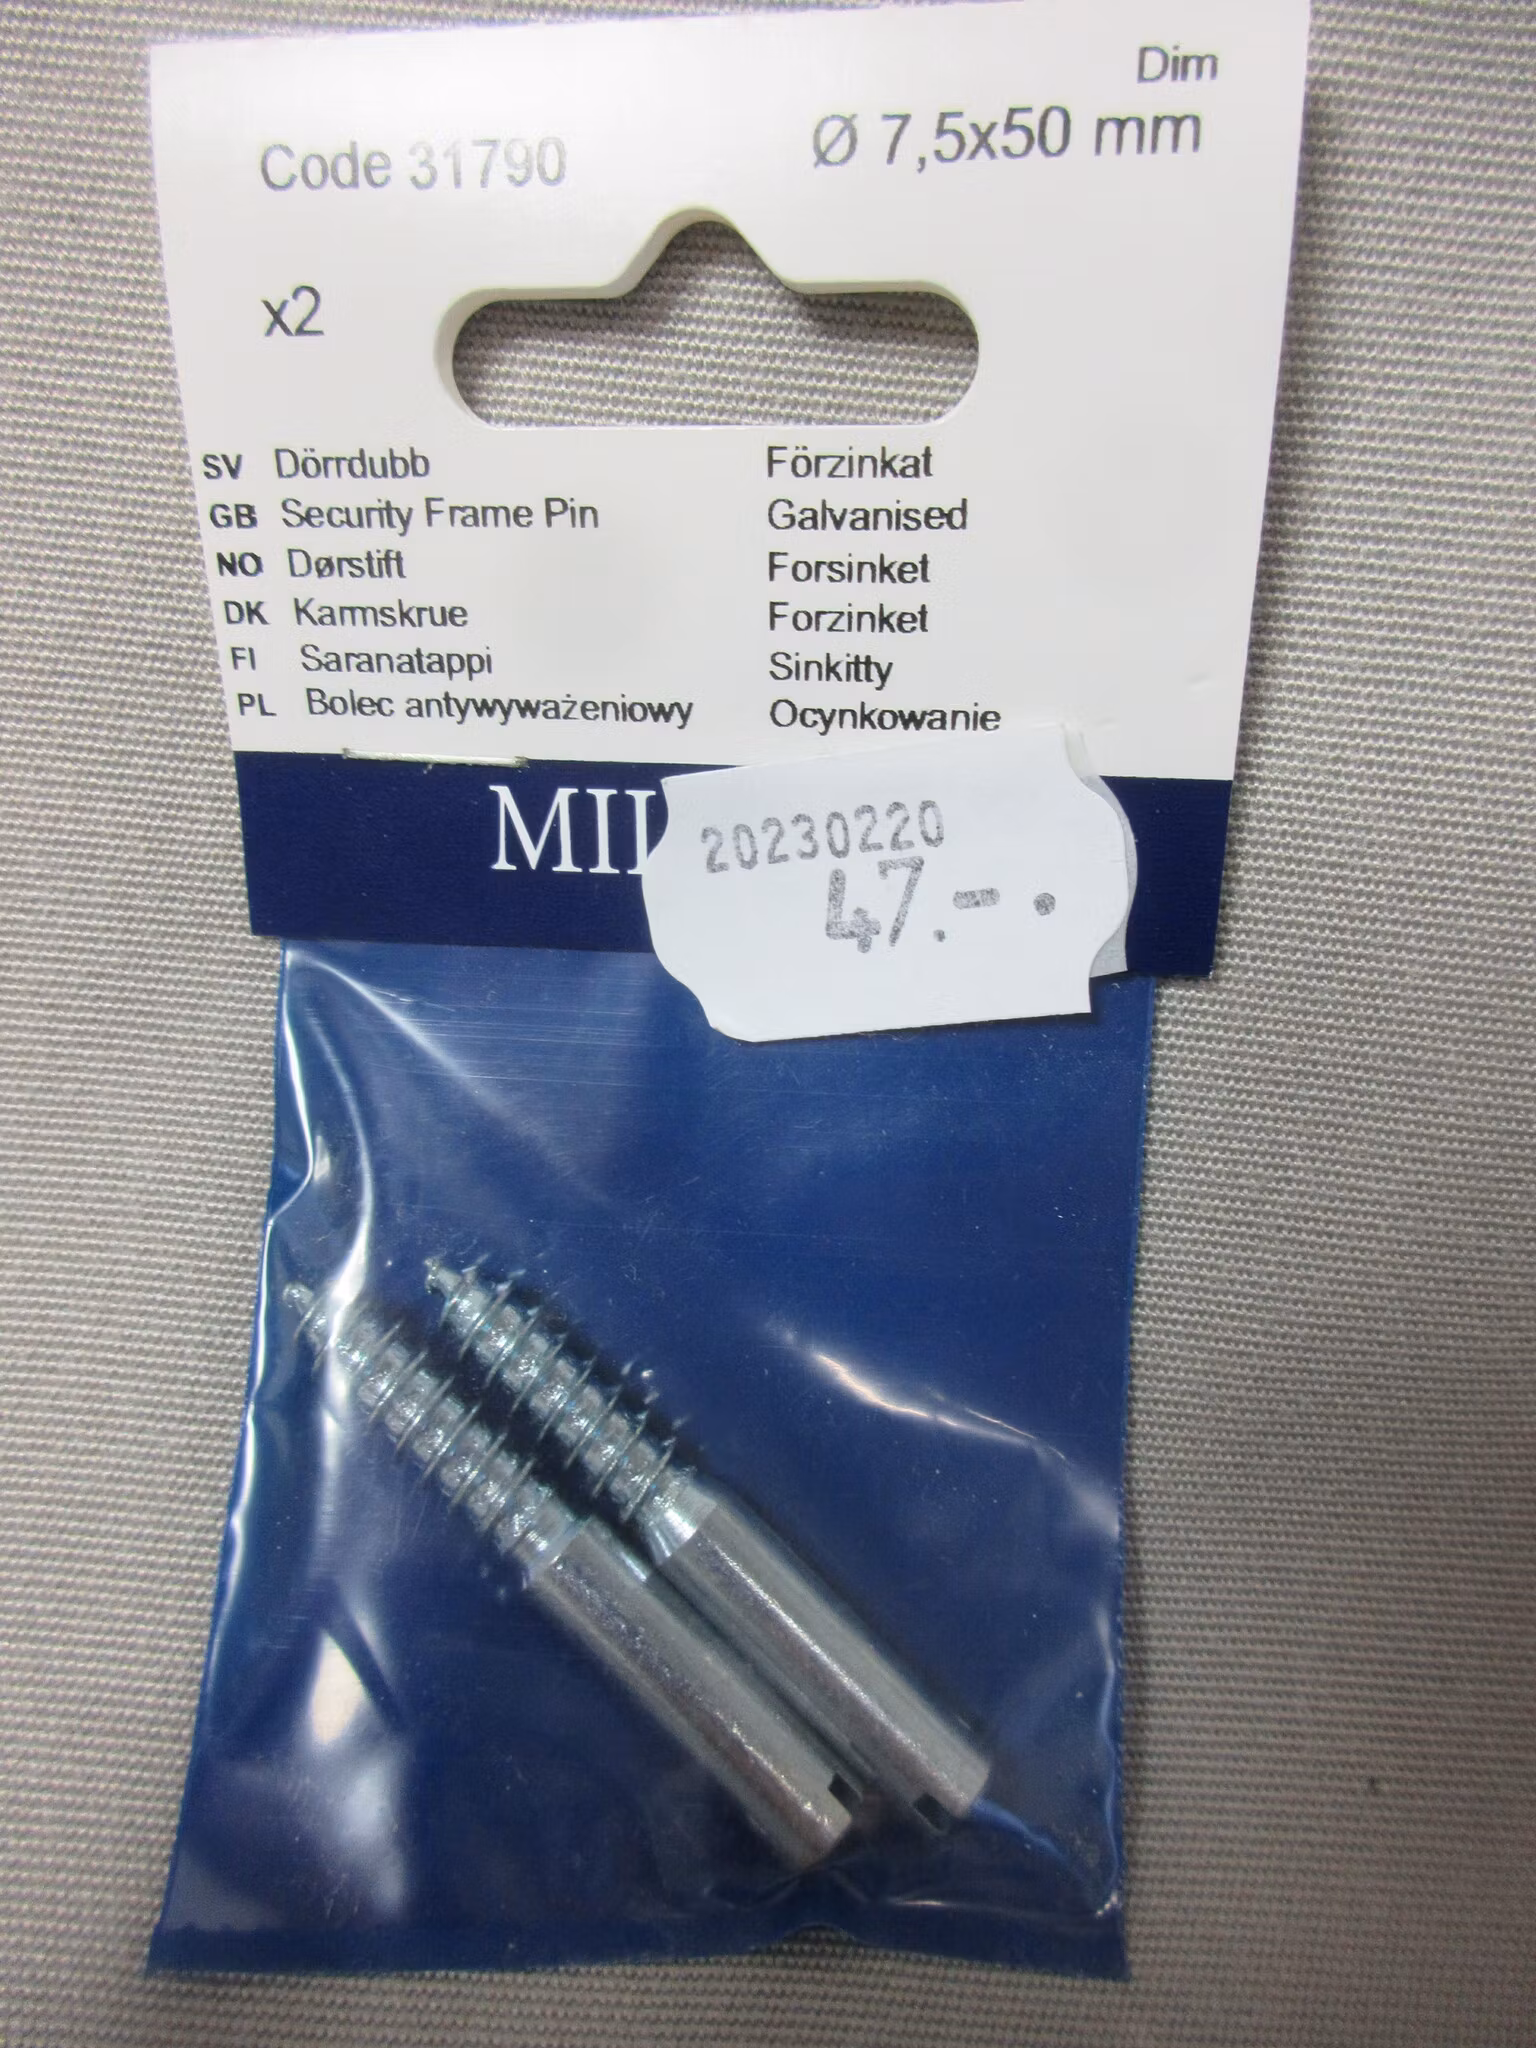 Dim
Code 31790
Ø 7,5x50 mm
x2
SV Dörrdubb Förzinkat
GB Security Frame Pin Galvanised
NO Dørstift Forsinket
DK Karmskrue Forzinket
FI Saranatappi Sinkitty
PL Bolec antywyważeniowy Ocynkowanie
20230220
47.- .